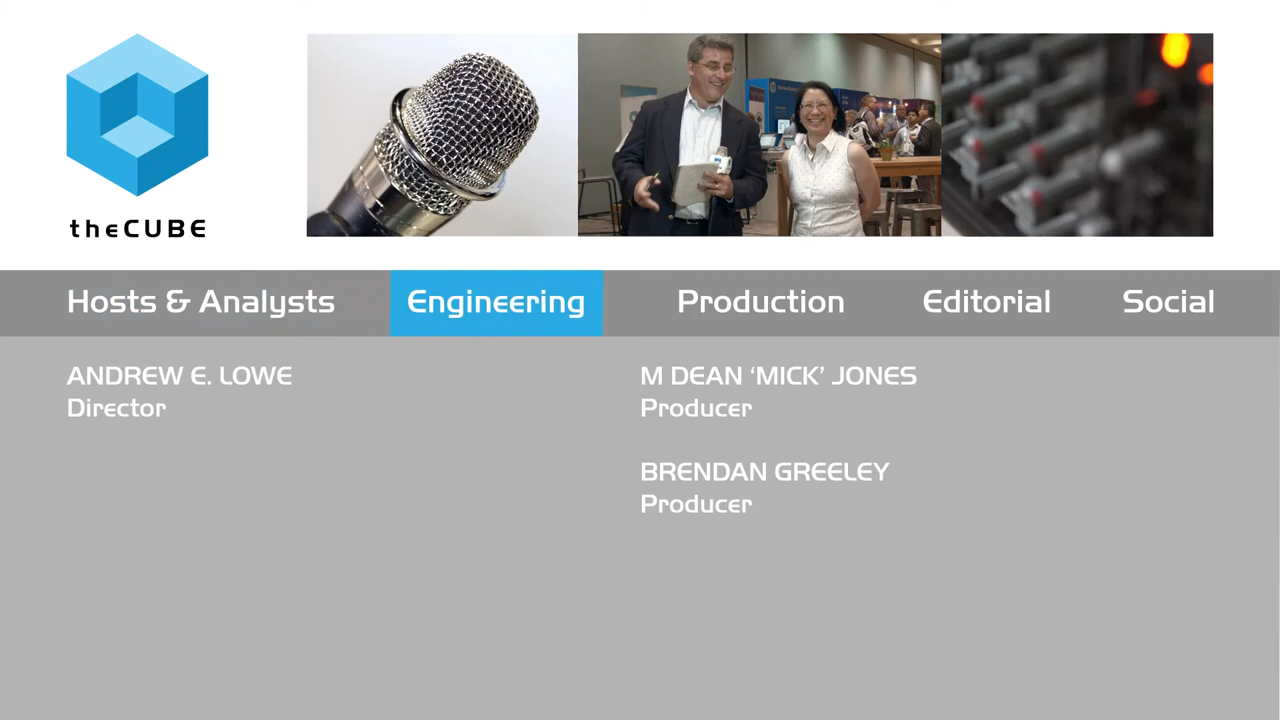 theCUBE
Hosts & Analysts
Engineering
Production
Editorial
Social
ANDREW E. LOWE
Director
M DEAN ‘MICK’ JONES
Producer
BRENDAN GREELEY
Producer